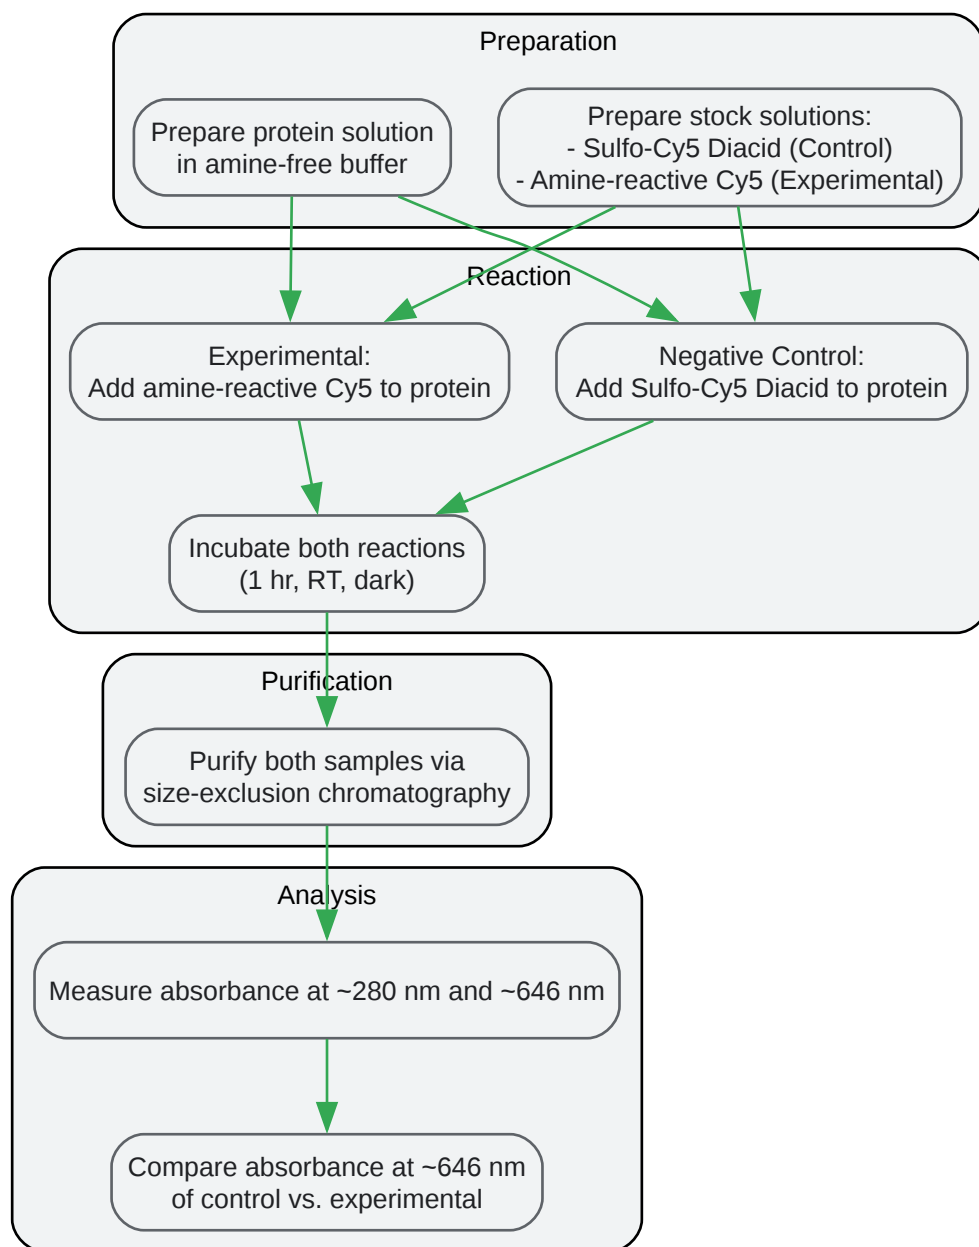 Preparation
Prepare protein solution
in amine-free buffer
Prepare stock solutions:
- Sulfo-Cy5 Diacid (Control)
- Amine-reactive Cy5 (Experimental)
Reaction
Experimental:
Add amine-reactive Cy5 to protein
Negative Control:
Add Sulfo-Cy5 Diacid to protein
Incubate both reactions
(1 hr, RT, dark)
Purification
Purify both samples via
size-exclusion chromatography
Analysis
Measure absorbance at ~280 nm and ~646 nm
Compare absorbance at ~646 nm
of control vs. experimental